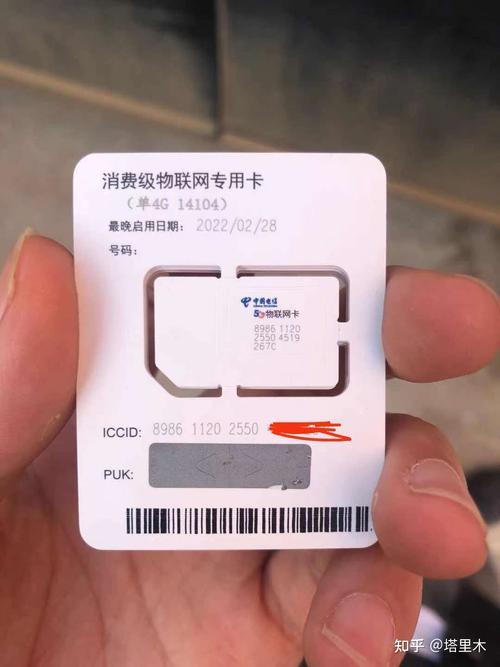 消费级物联网专用卡
（单4G 14104）
最晚启用日期： 2022/02/28
号码：
中国电信
5G物联网卡
8986 1120
2550 4519
267C
ICCID: 8986 1120 2550
PUK:
知乎 @塔里木